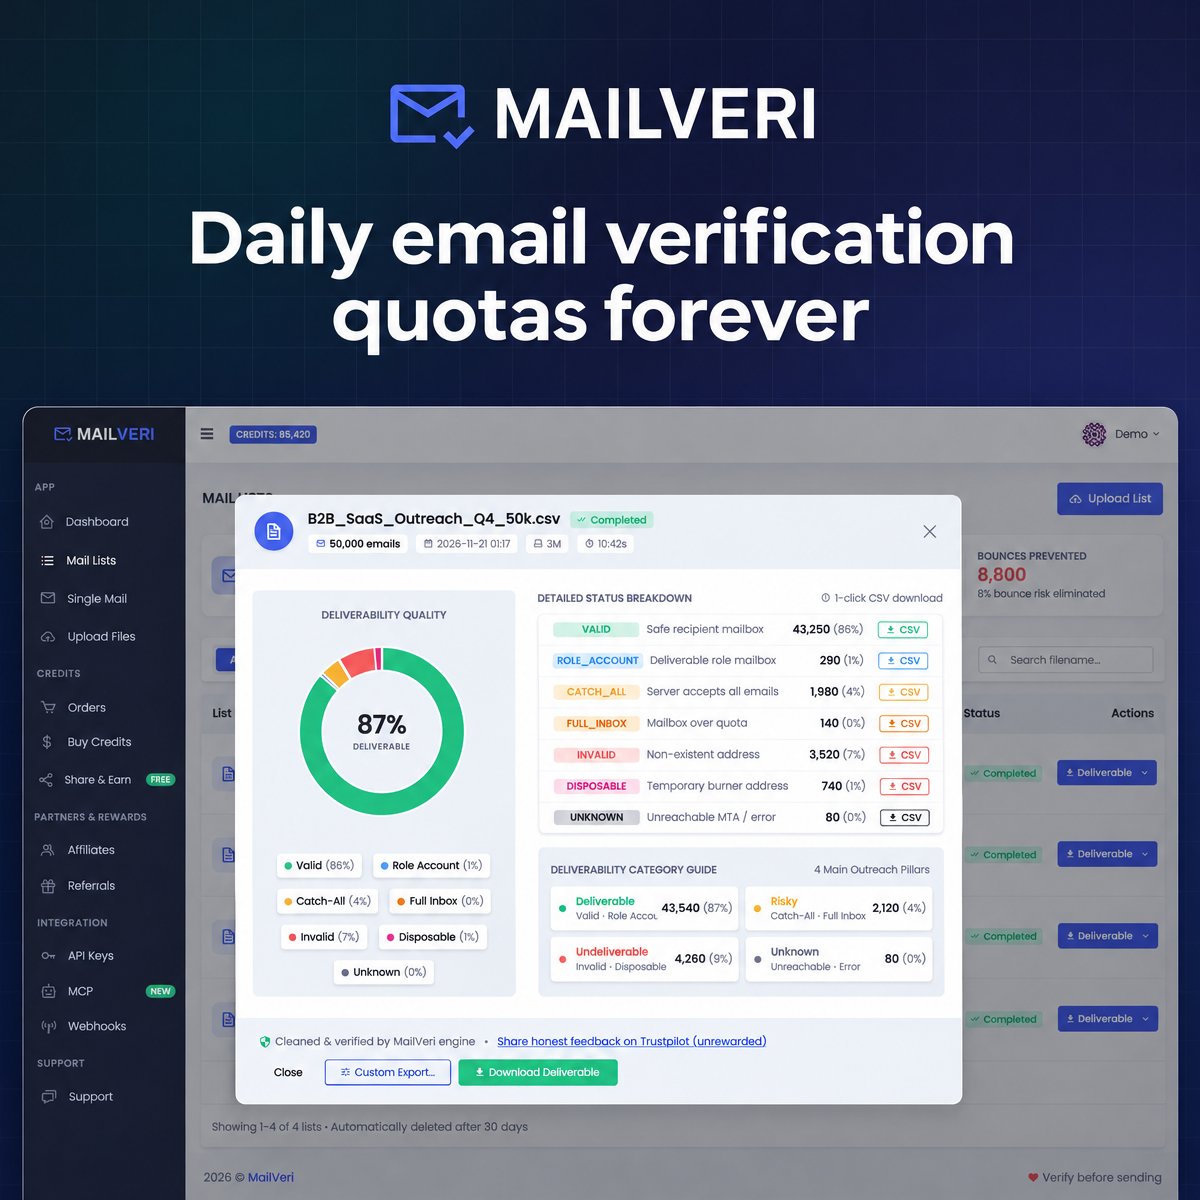 MAILVERI
Daily email verification
quotas forever
MAILVERI
CREDITS: 85,420
Demo
APP
Dashboard
Mail Lists
Single Mail
Upload Files
CREDITS
Orders
Buy Credits
Share & Earn FREE
PARTNERS & REWARDS
Affiliates
Referrals
INTEGRATION
API Keys
MCP NEW
Webhooks
SUPPORT
Support
Upload List
BOUNCES PREVENTED
8,800
8% bounce risk eliminated
Search filename...
List
Status
Actions
Completed
Deliverable
Completed
Deliverable
Completed
Deliverable
Completed
Deliverable
B2B_SaaS_Outreach_Q4_50k.csv
Completed
50,000 emails
2026-11-21 01:17
3M
10:42s
DELIVERABILITY QUALITY
87%
DELIVERABLE
Valid (86%)
Role Account (1%)
Catch-All (4%)
Full Inbox (0%)
Invalid (7%)
Disposable (1%)
Unknown (0%)
DETAILED STATUS BREAKDOWN
1-click CSV download
VALID Safe recipient mailbox 43,250 (86%) CSV
ROLE_ACCOUNT Deliverable role mailbox 290 (1%) CSV
CATCH_ALL Server accepts all emails 1,980 (4%) CSV
FULL_INBOX Mailbox over quota 140 (0%) CSV
INVALID Non-existent address 3,520 (7%) CSV
DISPOSABLE Temporary burner address 740 (1%) CSV
UNKNOWN Unreachable MTA / error 80 (0%) CSV
DELIVERABILITY CATEGORY GUIDE
4 Main Outreach Pillars
Deliverable
Valid · Role Accou
43,540 (87%)
Risky
Catch-All · Full Inbox
2,120 (4%)
Undeliverable
Invalid · Disposable
4,260 (9%)
Unknown
Unreachable · Error
80 (0%)
Cleaned & verified by MailVeri engine • Share honest feedback on Trustpilot (unrewarded)
Close
Custom Export...
Download Deliverable
Showing 1-4 of 4 lists • Automatically deleted after 30 days
2026 © MailVeri
Verify before sending